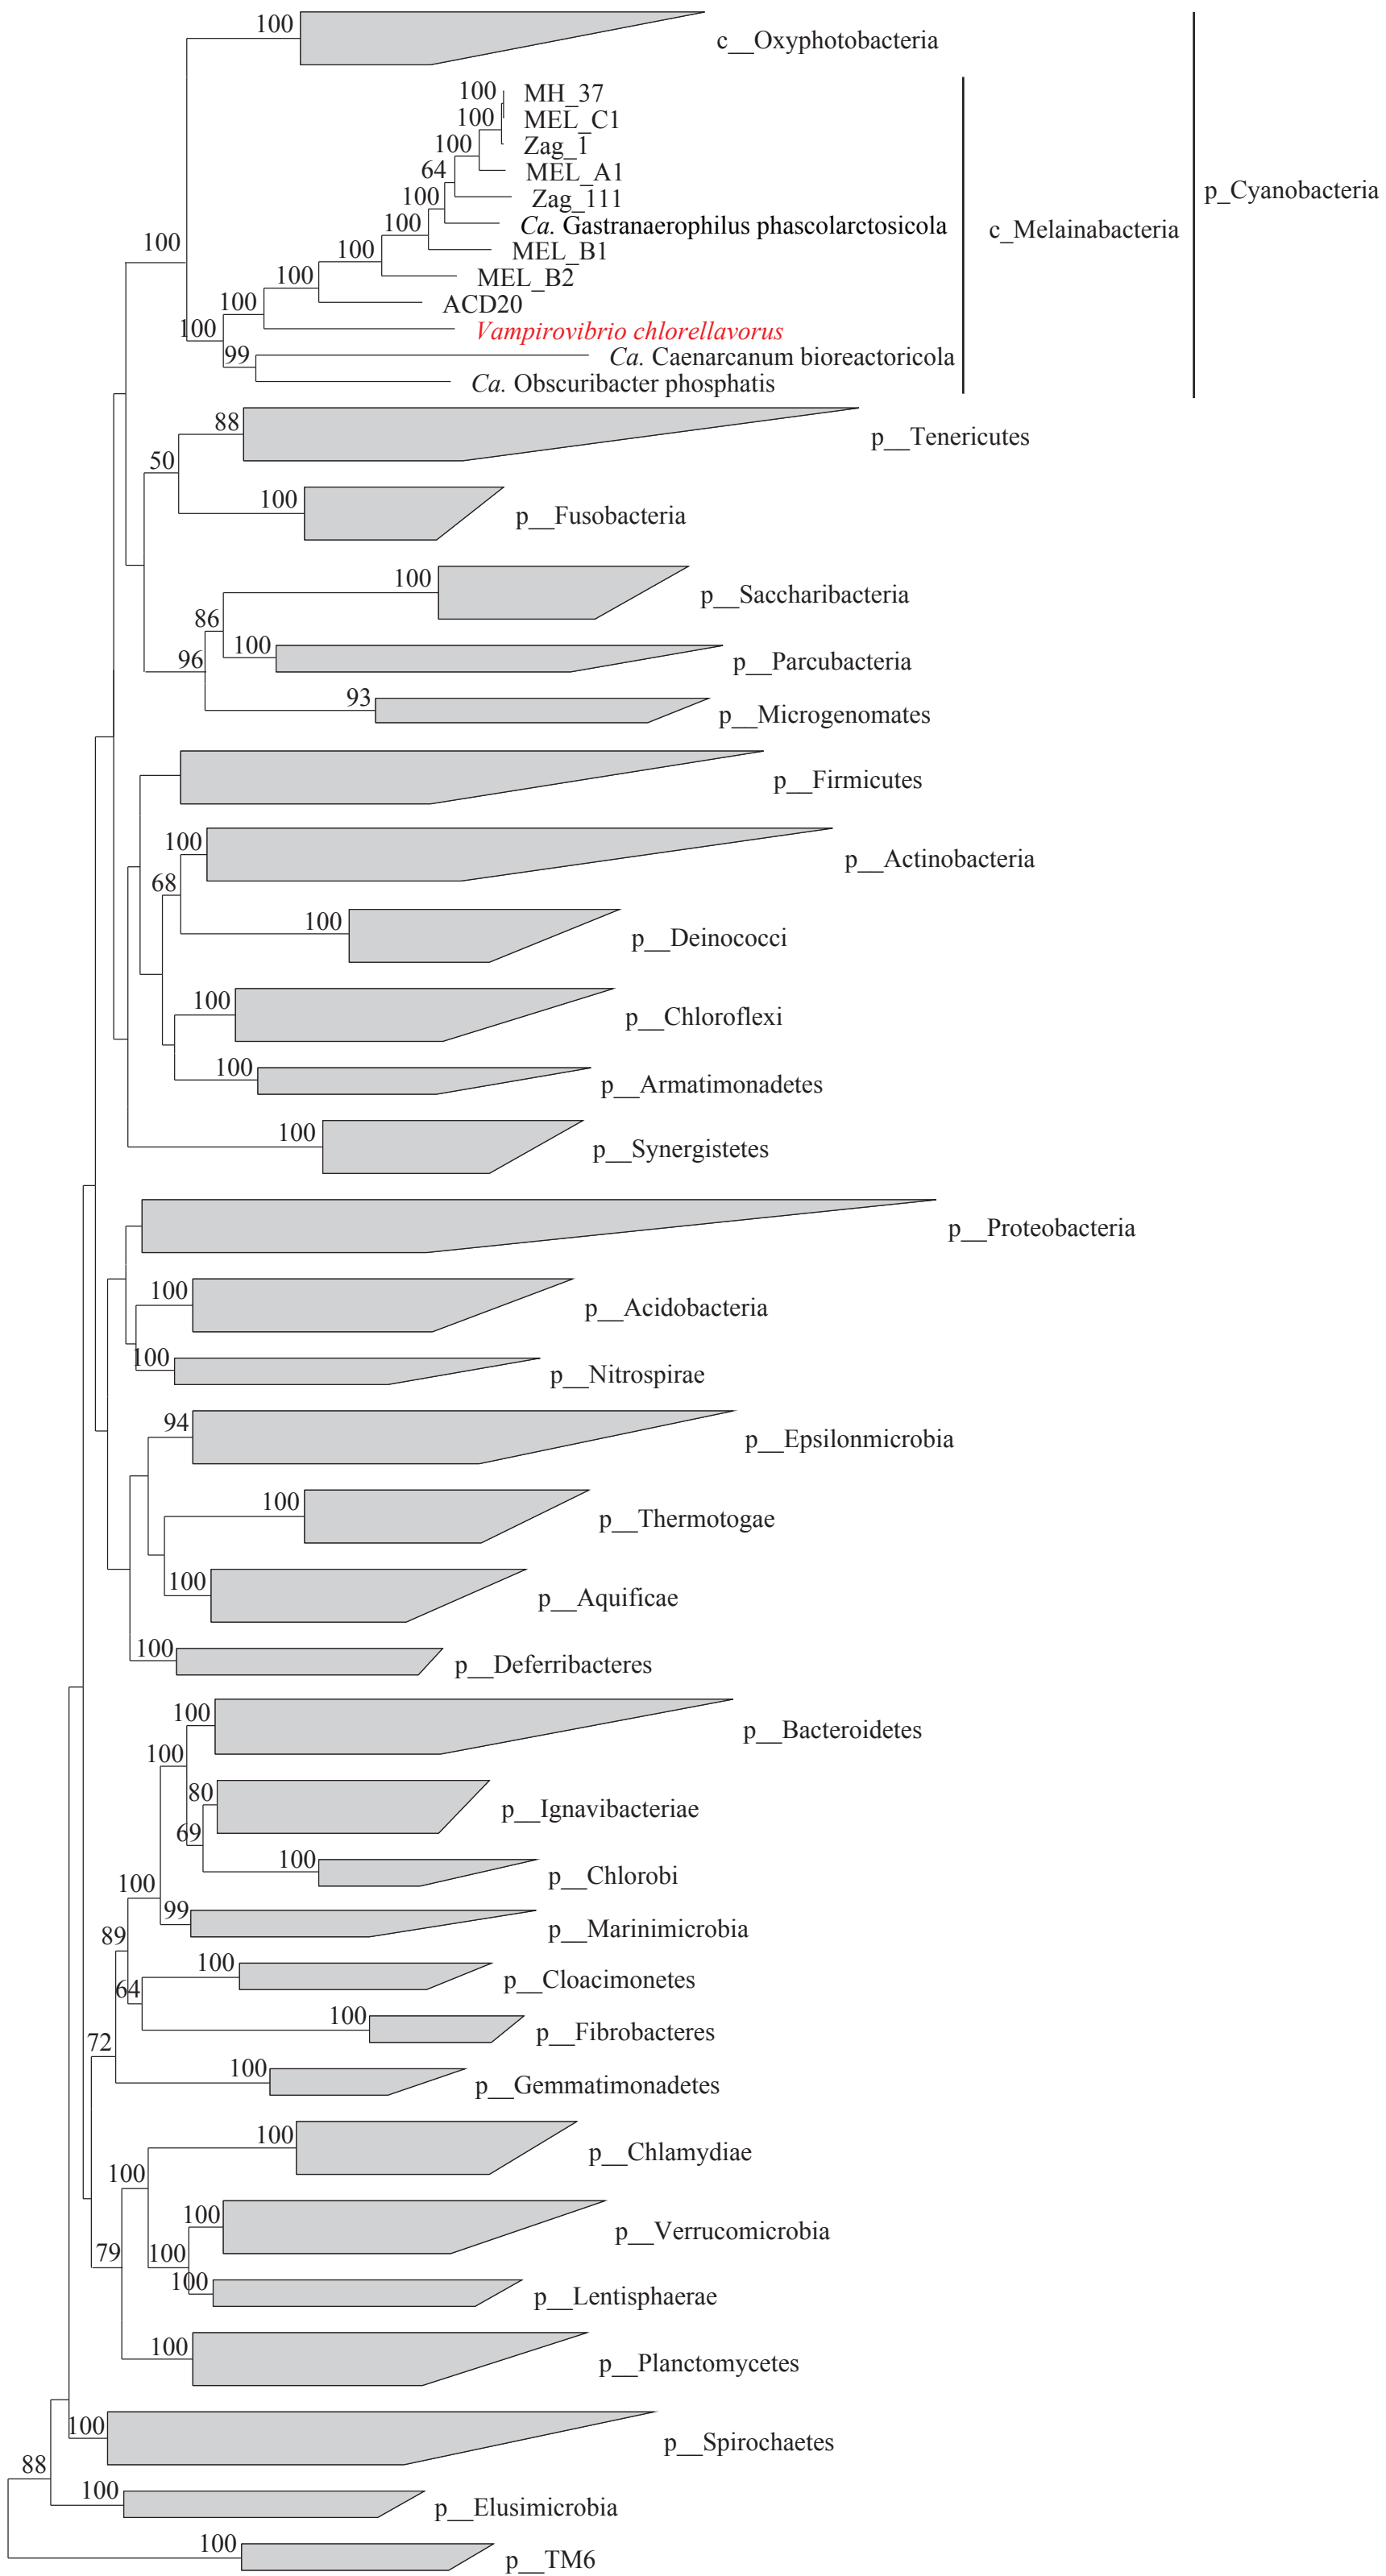 100
c__Oxyphotobacteria
100
MH_37
100
MEL_C1
100
Zag_1
64
MEL_A1
100
Zag_111
p_Cyanobacteria
100
Ca. Gastranaerophilus phascolarctosicola
c_Melainabacteria
100
100
MEL_B1
100
MEL_B2
100
ACD20
100
Vampirovibrio chlorellavorus
99
Ca. Caenarcanum bioreactoricola
Ca. Obscuribacter phosphatis
88
p__Tenericutes
50
100
p__Fusobacteria
100
p__Saccharibacteria
86
100
p__Parcubacteria
96
93
p__Microgenomates
p__Firmicutes
100
p__Actinobacteria
68
100
p__Deinococci
100
p__Chloroflexi
100
p__Armatimonadetes
100
p__Synergistetes
p__Proteobacteria
100
p__Acidobacteria
100
p__Nitrospirae
94
p__Epsilonmicrobia
100
p__Thermotogae
100
p__Aquificae
100
p__Deferribacteres
100
p__Bacteroidetes
100
80
p__Ignavibacteriae
69
100
p__Chlorobi
100
99
p__Marinimicrobia
89
100
p__Cloacimonetes
64
100
p__Fibrobacteres
72
100
p__Gemmatimonadetes
100
p__Chlamydiae
100
100
p__Verrucomicrobia
79
100
100
p__Lentisphaerae
100
p__Planctomycetes
100
p__Spirochaetes
88
100
p__Elusimicrobia
100
p__TM6